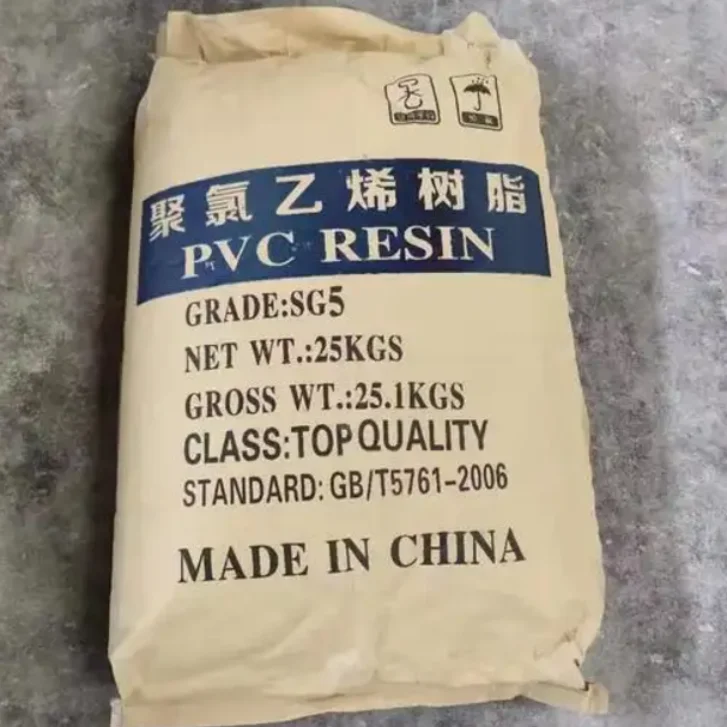 聚氯乙烯树脂
PVC RESIN
GRADE:SG5
NET WT.:25KGS
GROSS WT.:25.1KGS
CLASS:TOP QUALITY
STANDARD: GB/T5761-2006
MADE IN CHINA